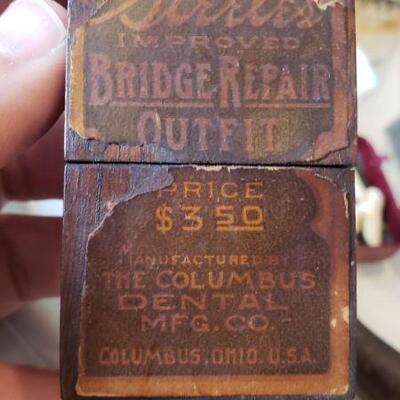 IMPROVED
BRIDGE REPAIR
OUTFIT
PRICE
$3.50
MANUFACTURED BY
THE COLUMBUS
DENTAL
MFG. CO.
COLUMBUS, OHIO. U.S.A.